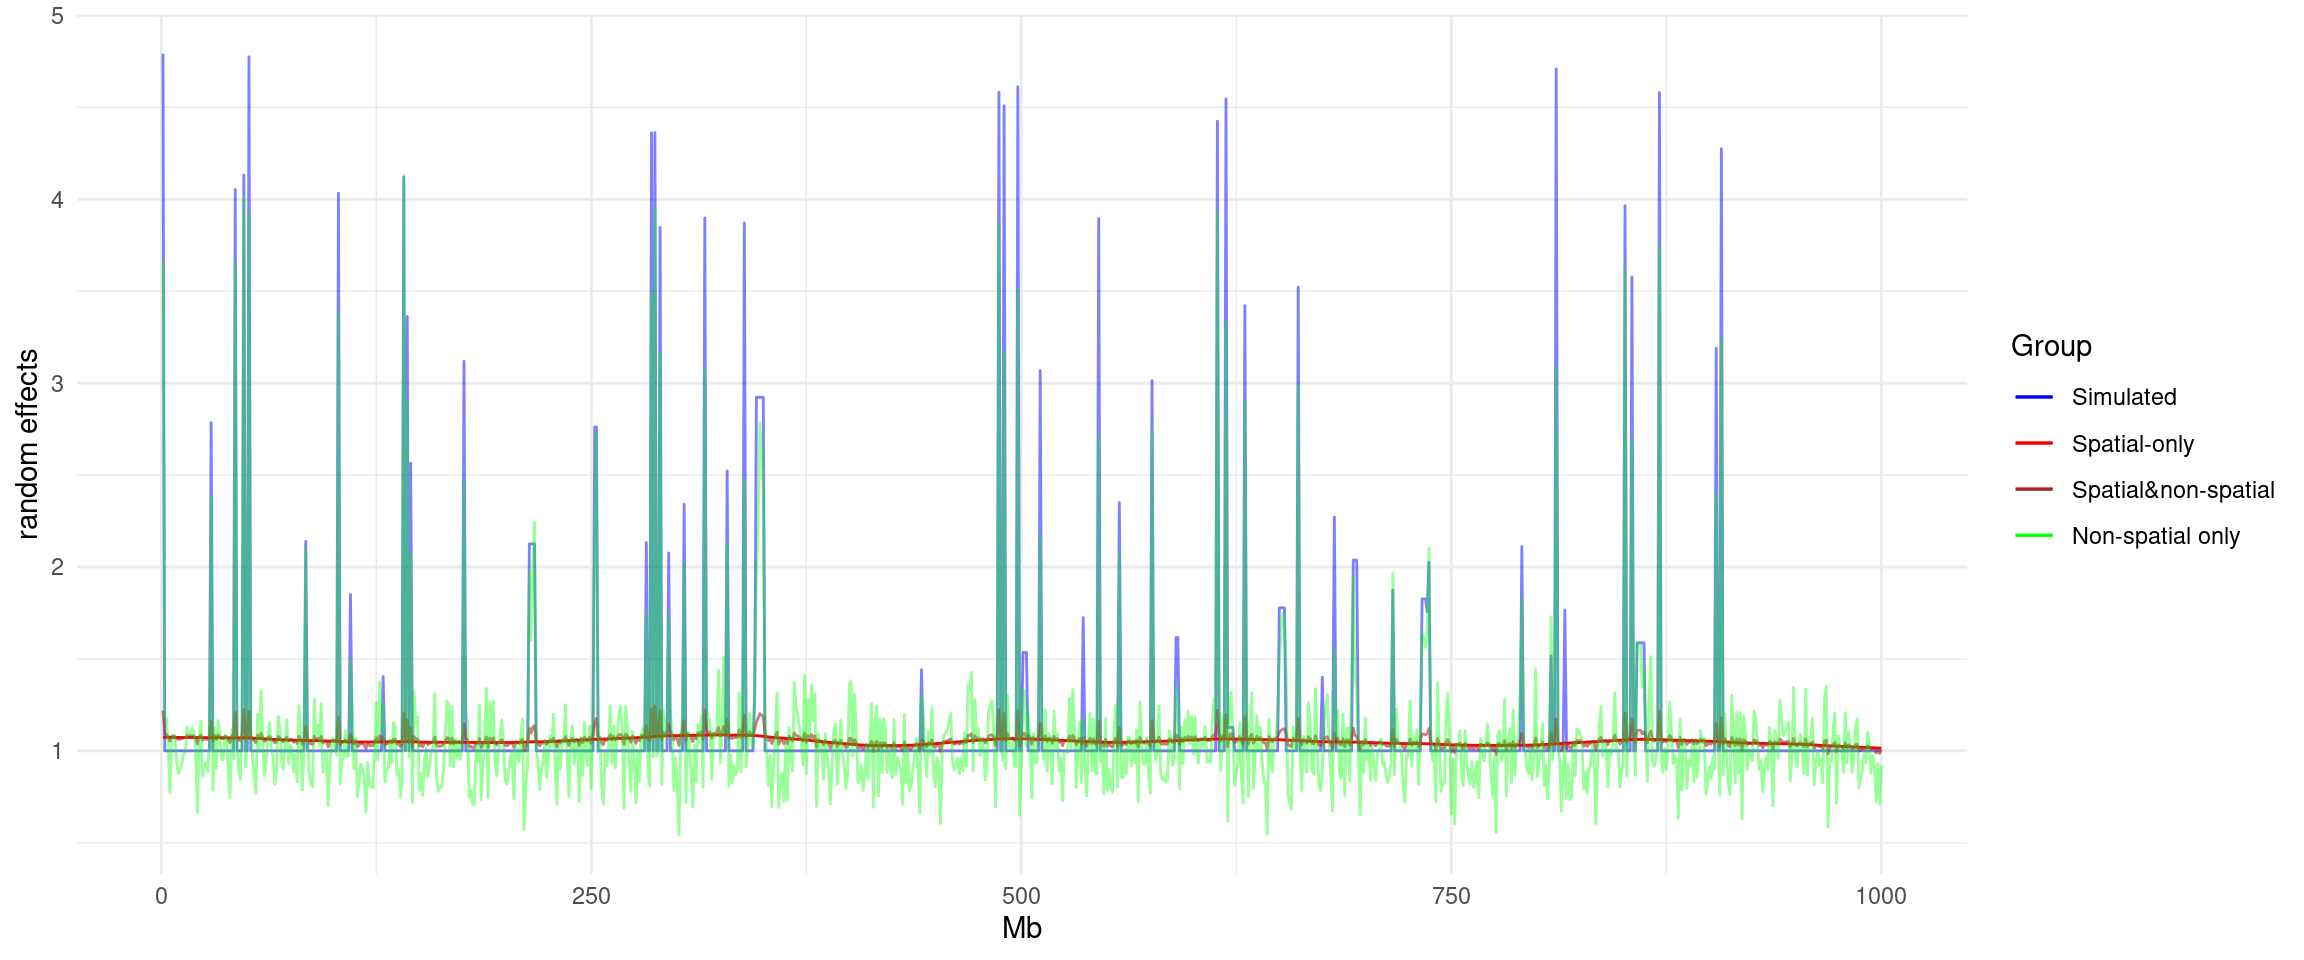 5
4
3
2
1
random effects
0
250
500
750
1000
Mb
Group
Simulated
Spatial-only
Spatial&non-spatial
Non-spatial only